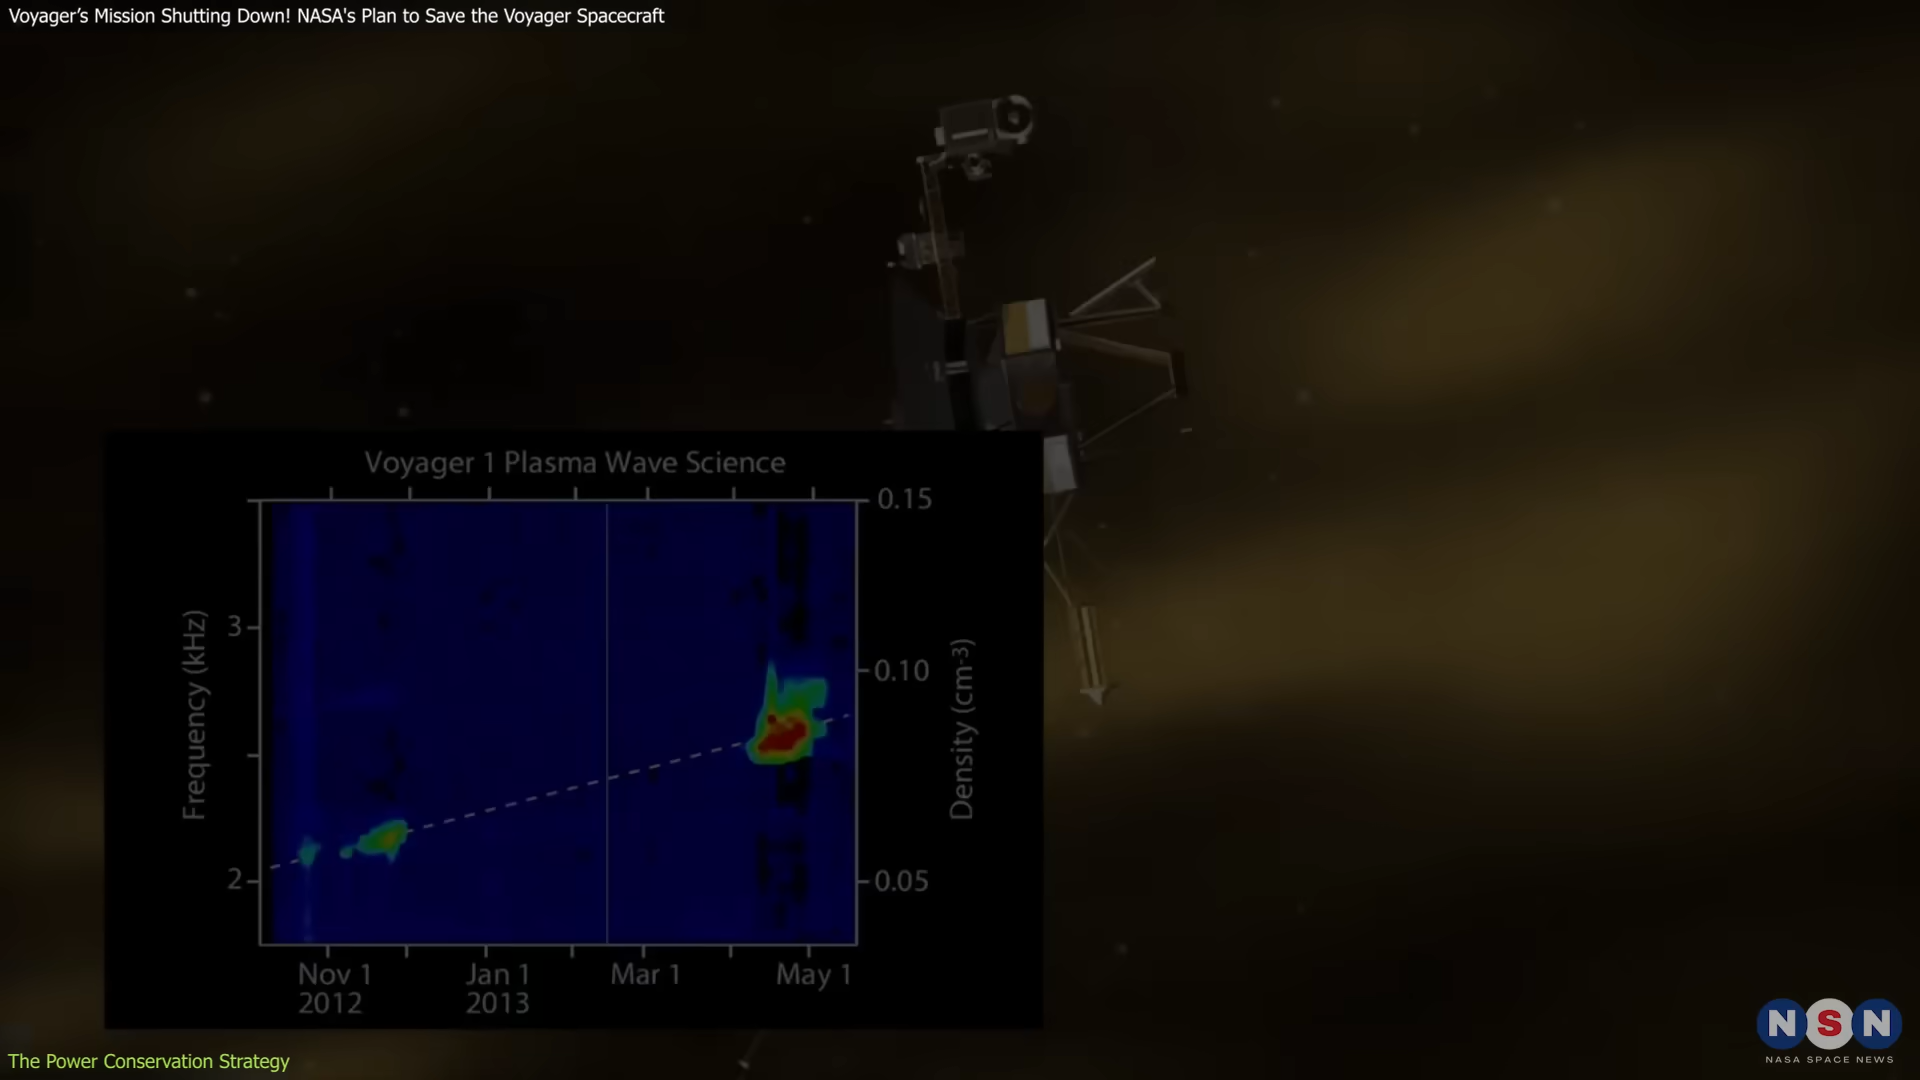 Voyager’s Mission Shutting Down! NASA's Plan to Save the Voyager Spacecraft
Voyager 1 Plasma Wave Science
0.15
3
0.10
Frequency (kHz)
Density (cm-3)
2
0.05
Nov 1
2012
Jan 1
2013
Mar 1
May 1
NSN
NASA SPACE NEWS
The Power Conservation Strategy